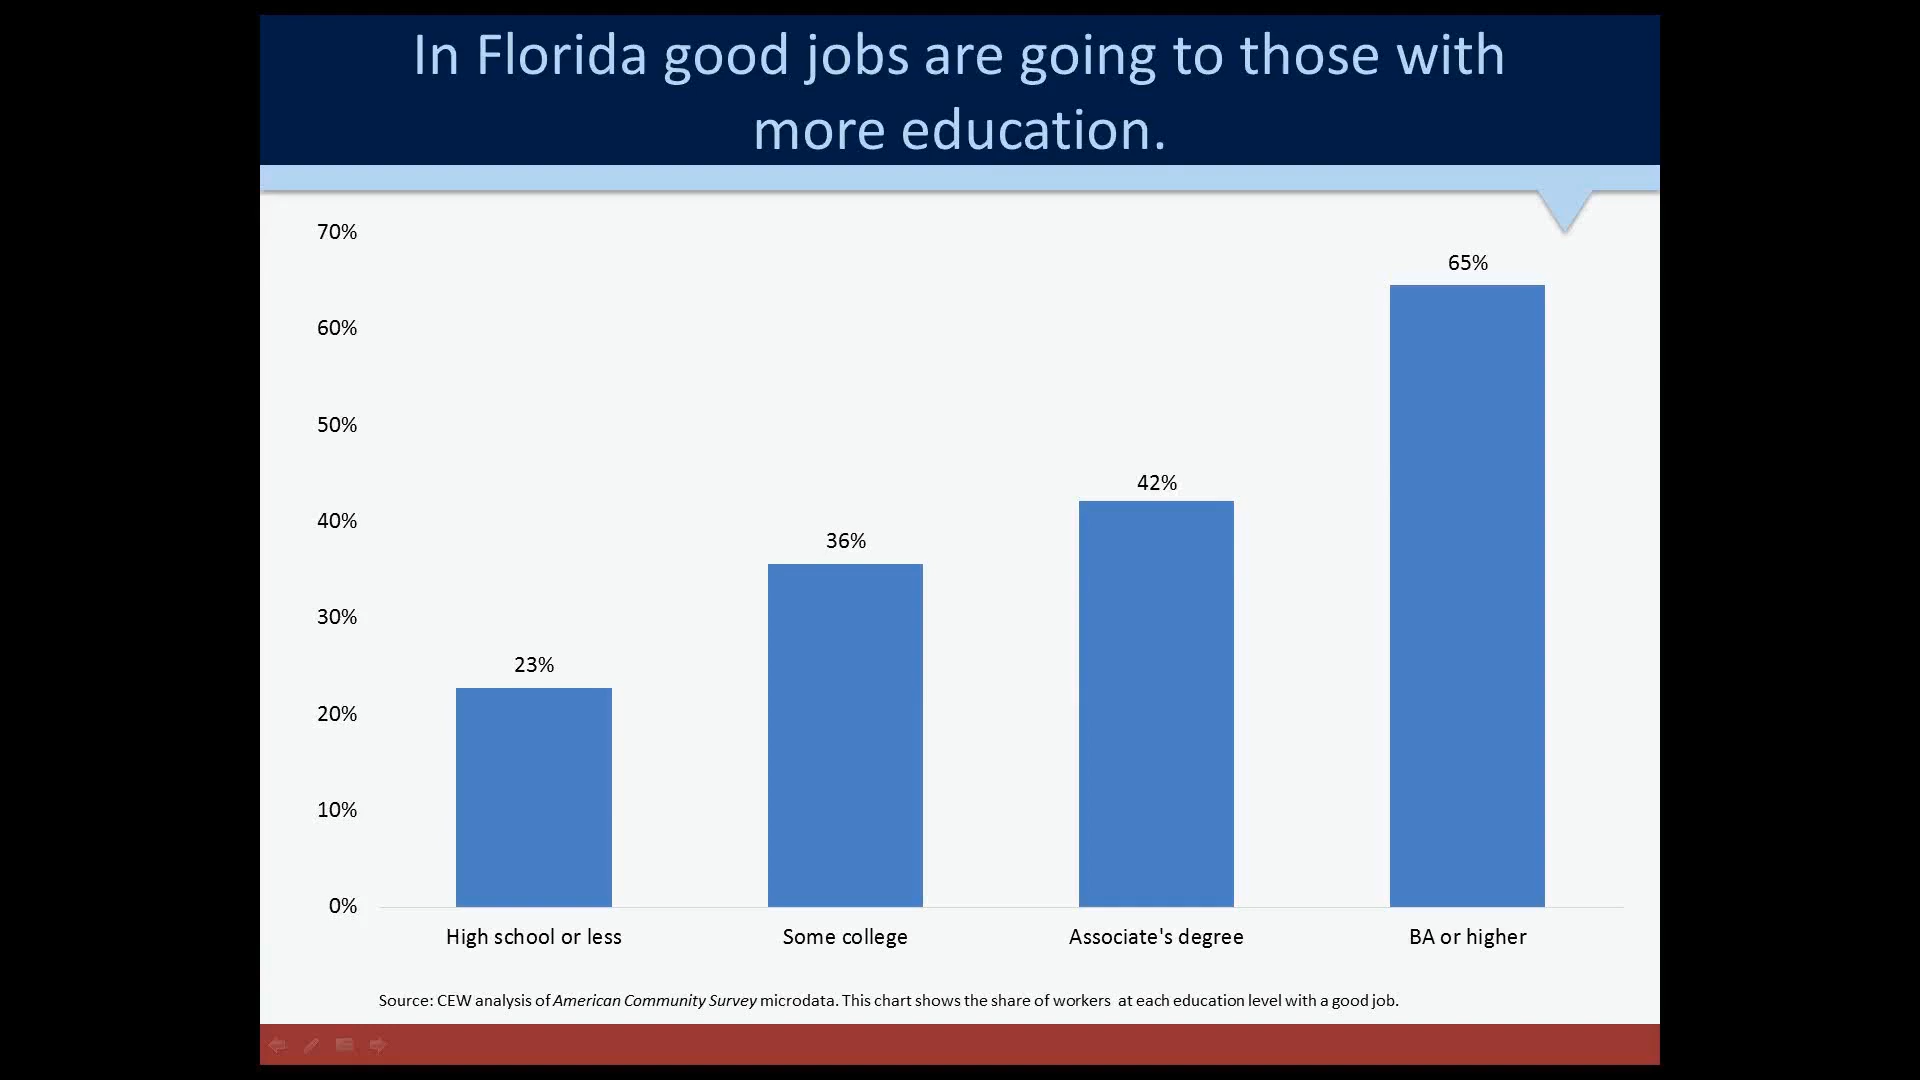 In Florida good jobs are going to those with
more education.
70%
60%
50%
40%
30%
20%
10%
0%
23%
36%
42%
65%
High school or less
Some college
Associate's degree
BA or higher
Source: CEW analysis of American Community Survey microdata. This chart shows the share of workers at each education level with a good job.